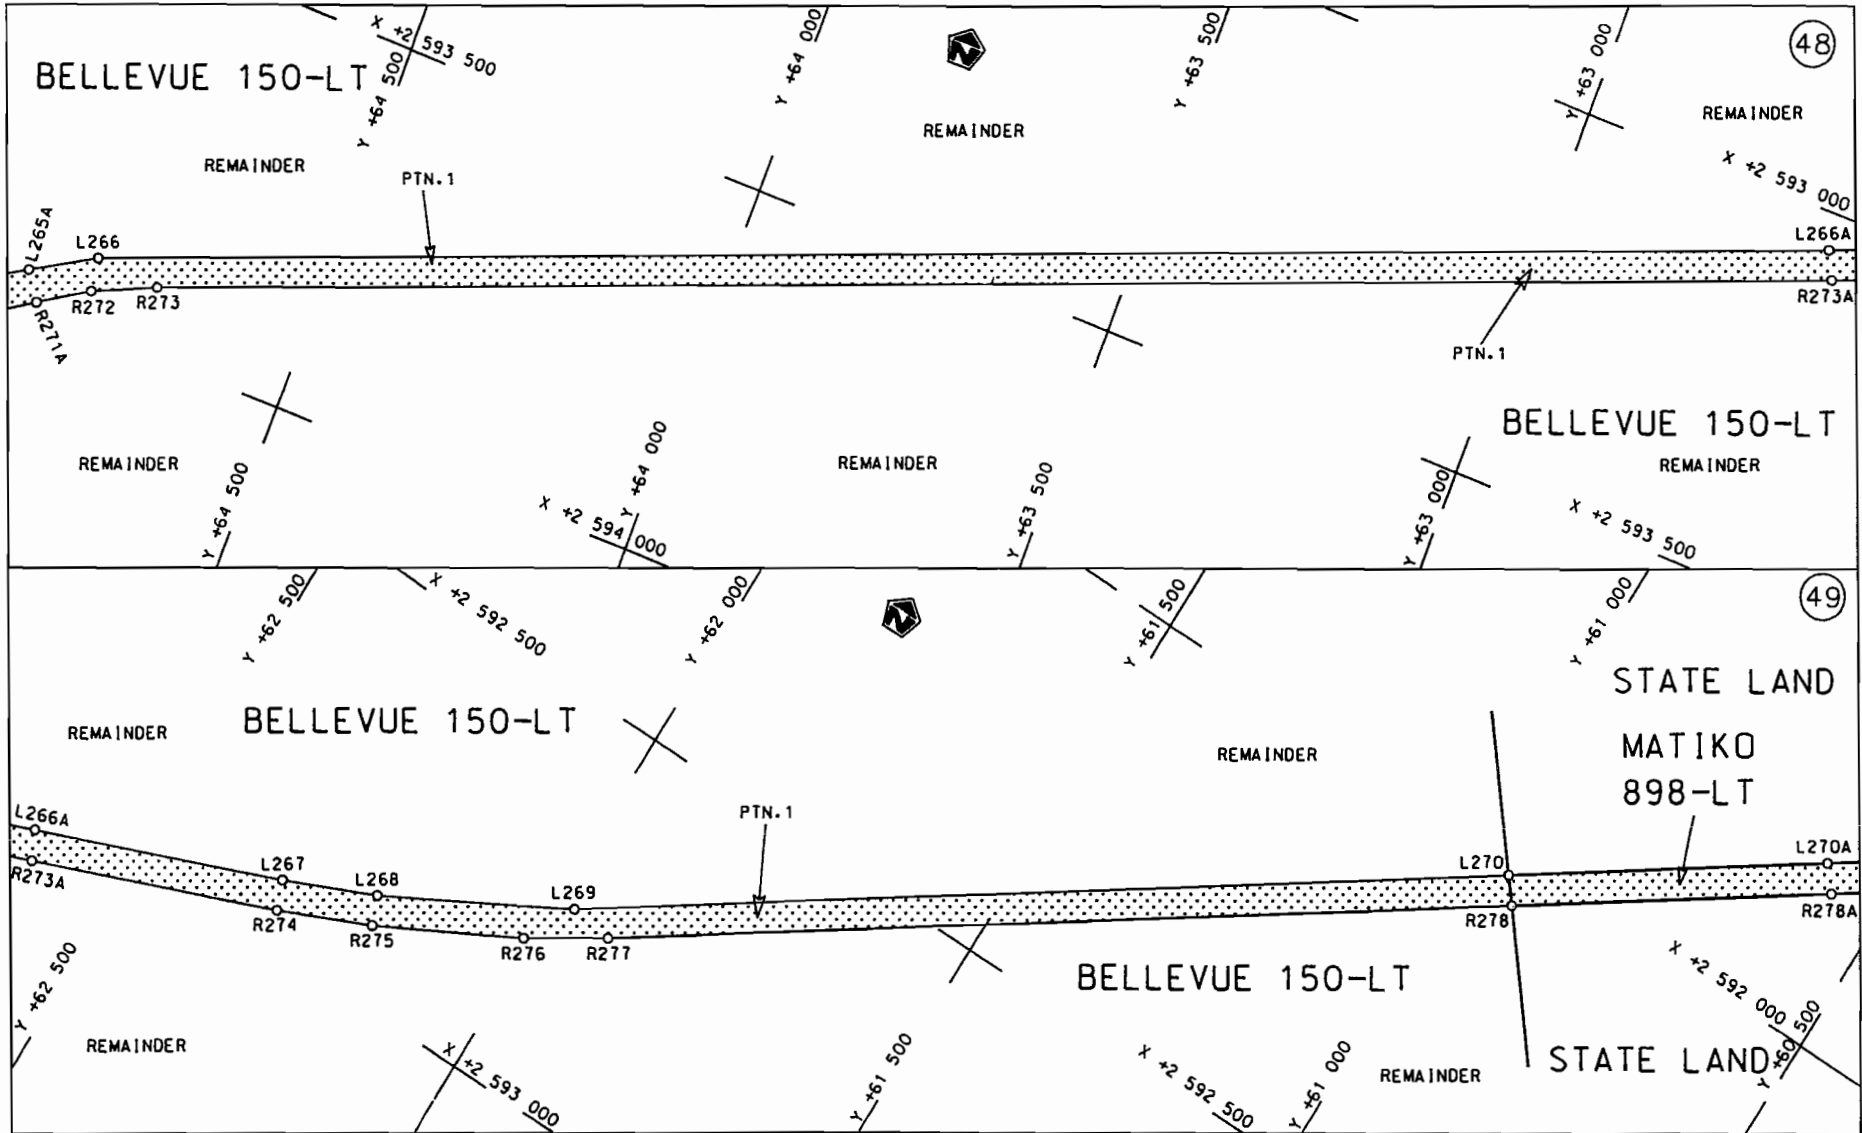 X +2 593 500
Y +64 500
Y +64 000
N
Y +63 500
Y +63 000
48
BELLEVUE 150-LT
REMAINDER
REMAINDER
REMAINDER
PTN.1
X +2 593 000
L265A
L266
L266A
R271A
R272
R273
R273A
PTN.1
BELLEVUE 150-LT
REMAINDER
REMAINDER
REMAINDER
Y +64 500
X +2 594 000
Y +64 000
Y +63 500
Y +63 000
X +2 593 500
Y +62 500
X +2 592 500
Y +62 000
N
Y +61 500
Y +61 000
49
STATE LAND
BELLEVUE 150-LT
REMAINDER
REMAINDER
MATIKO
898-LT
PTN.1
L266A
L267
L268
L269
L270
L270A
R273A
R274
R275
R276
R277
R278
R278A
BELLEVUE 150-LT
Y +62 500
X +2 592 000
REMAINDER
X +2 593 000
Y +61 500
X +2 592 500
Y +61 000
REMAINDER
STATE LAND
Y +60 500